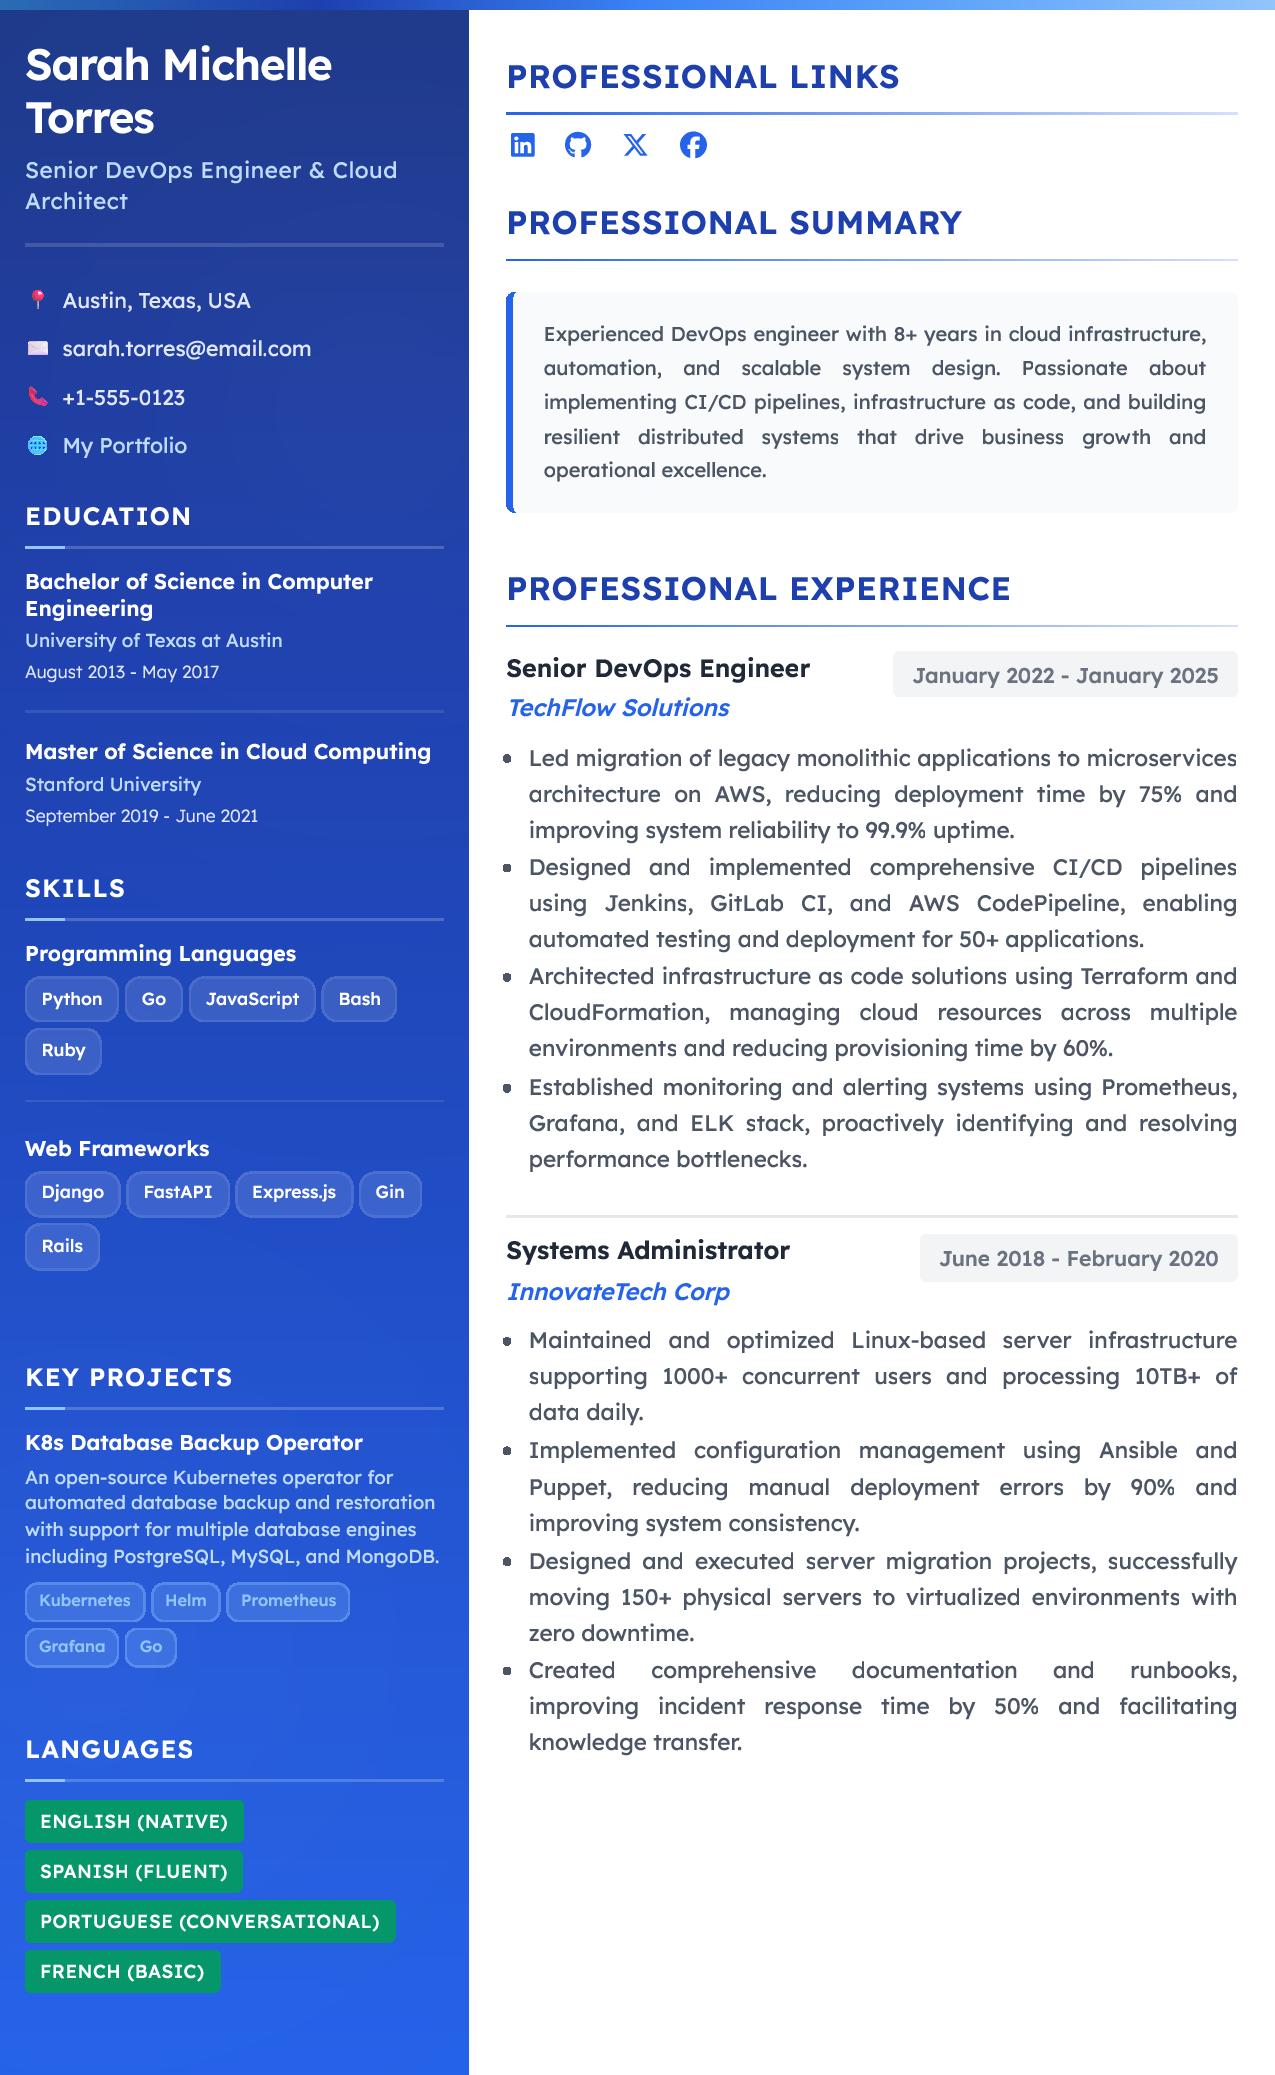 Sarah Michelle
Torres
Senior DevOps Engineer & Cloud
Architect
Austin, Texas, USA
sarah.torres@email.com
+1-555-0123
My Portfolio
EDUCATION
Bachelor of Science in Computer
Engineering
University of Texas at Austin
August 2013 - May 2017
Master of Science in Cloud Computing
Stanford University
September 2019 - June 2021
SKILLS
Programming Languages
Python Go JavaScript Bash
Ruby
Web Frameworks
Django FastAPI Express.js Gin
Rails
KEY PROJECTS
K8s Database Backup Operator
An open-source Kubernetes operator for
automated database backup and restoration
with support for multiple database engines
including PostgreSQL, MySQL, and MongoDB.
Kubernetes Helm Prometheus
Grafana Go
LANGUAGES
ENGLISH (NATIVE)
SPANISH (FLUENT)
PORTUGUESE (CONVERSATIONAL)
FRENCH (BASIC)
PROFESSIONAL LINKS
PROFESSIONAL SUMMARY
Experienced DevOps engineer with 8+ years in cloud infrastructure,
automation, and scalable system design. Passionate about
implementing CI/CD pipelines, infrastructure as code, and building
resilient distributed systems that drive business growth and
operational excellence.
PROFESSIONAL EXPERIENCE
Senior DevOps Engineer January 2022 - January 2025
TechFlow Solutions
• Led migration of legacy monolithic applications to microservices
architecture on AWS, reducing deployment time by 75% and
improving system reliability to 99.9% uptime.
• Designed and implemented comprehensive CI/CD pipelines
using Jenkins, GitLab CI, and AWS CodePipeline, enabling
automated testing and deployment for 50+ applications.
• Architected infrastructure as code solutions using Terraform and
CloudFormation, managing cloud resources across multiple
environments and reducing provisioning time by 60%.
• Established monitoring and alerting systems using Prometheus,
Grafana, and ELK stack, proactively identifying and resolving
performance bottlenecks.
Systems Administrator June 2018 - February 2020
InnovateTech Corp
• Maintained and optimized Linux-based server infrastructure
supporting 1000+ concurrent users and processing 10TB+ of
data daily.
• Implemented configuration management using Ansible and
Puppet, reducing manual deployment errors by 90% and
improving system consistency.
• Designed and executed server migration projects, successfully
moving 150+ physical servers to virtualized environments with
zero downtime.
• Created comprehensive documentation and runbooks,
improving incident response time by 50% and facilitating
knowledge transfer.